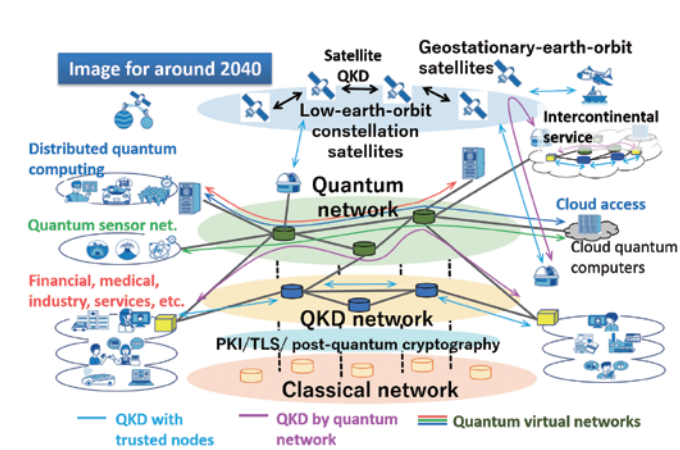 Image for around 2040
Satellite
QKD
Geostationary-earth-orbit
satellites
Low-earth-orbit
constellation
satellites
Intercontinental
service
Distributed quantum
computing
Quantum
network
Quantum sensor net.
Cloud access
Cloud quantum
computers
Financial, medical,
industry, services, etc.
QKD network
PKI/TLS/ post-quantum cryptography
Classical network
QKD with
trusted nodes
QKD by quantum
network
Quantum virtual networks